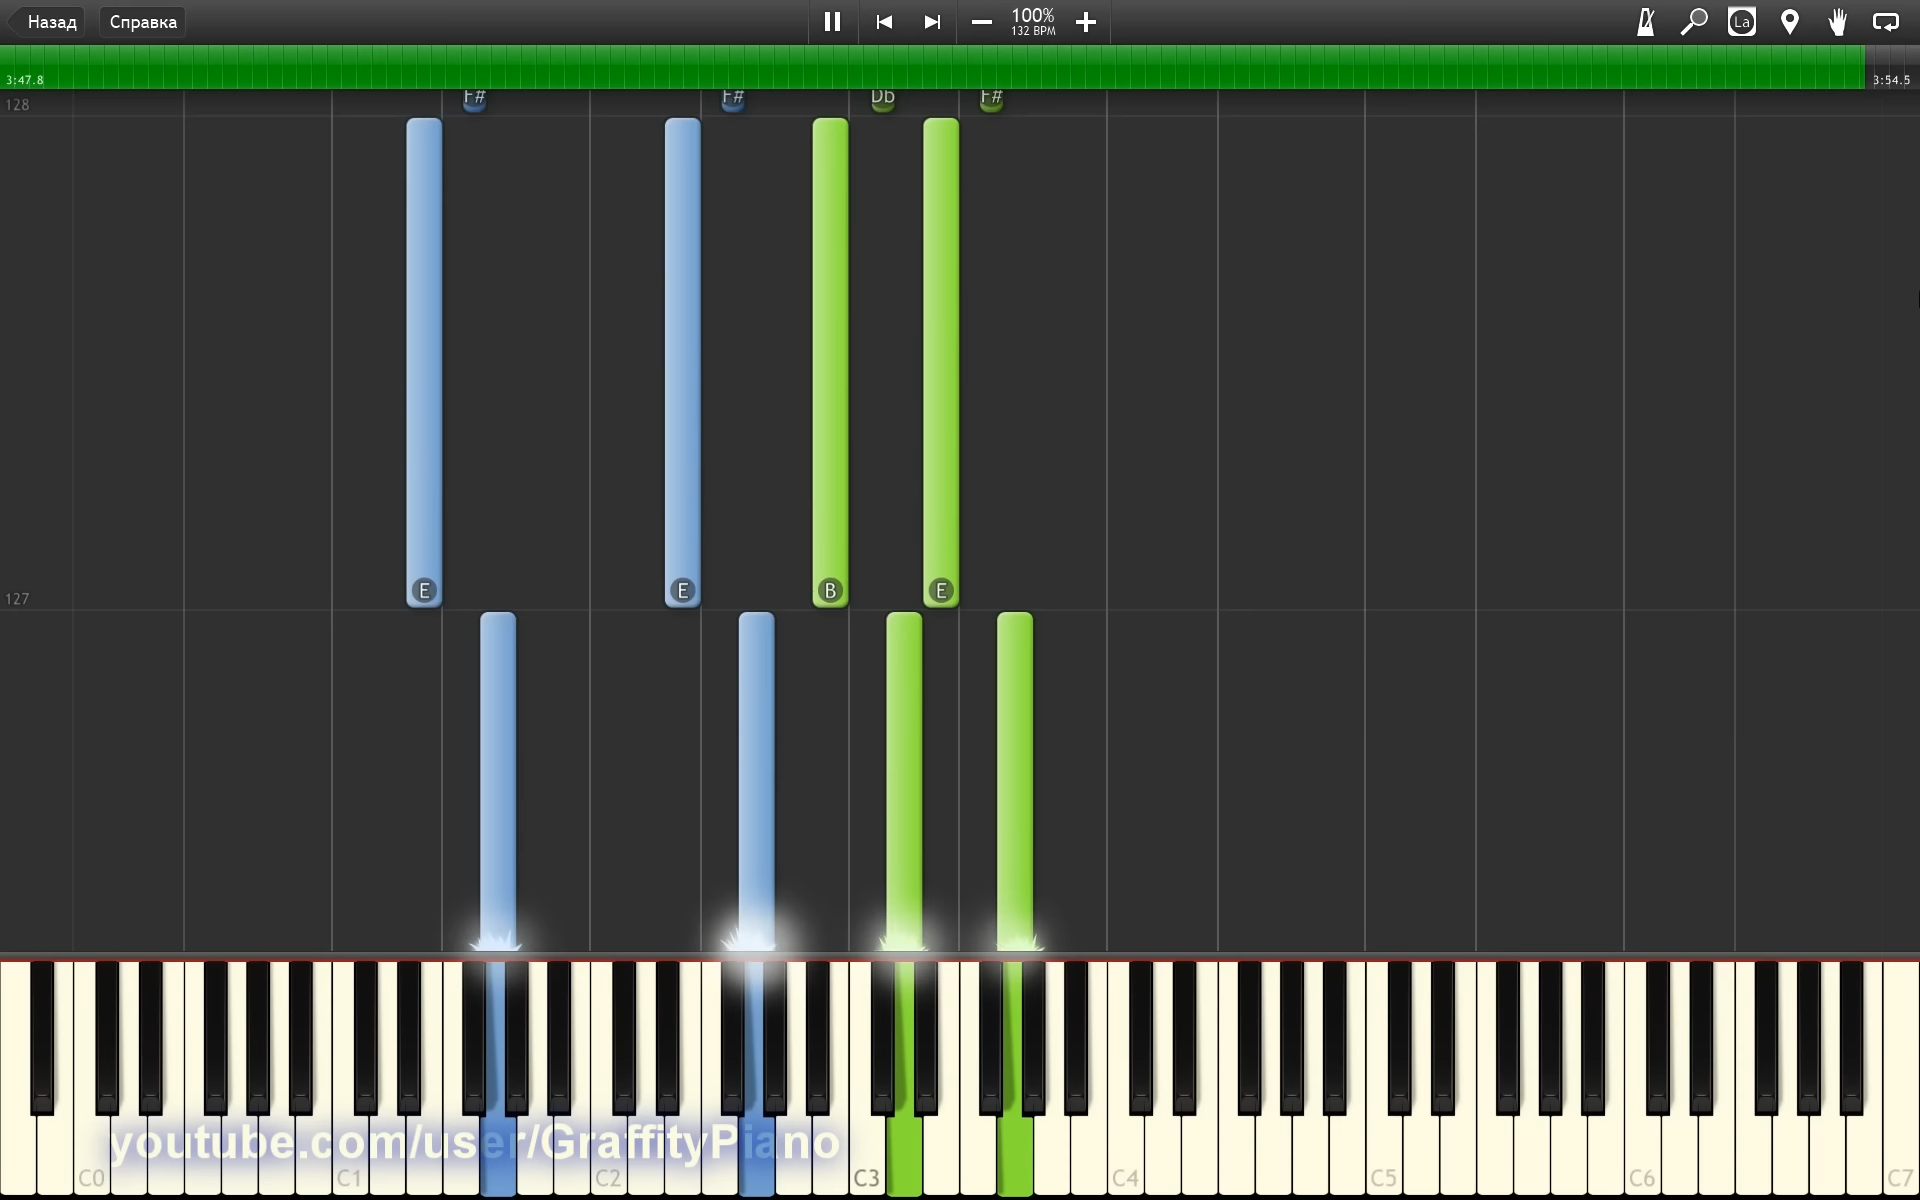 Назад Справка 100% La
132 BPM
3:47.8 3:54.5
128 F# F# Db F#
E E B E
127
youtube.com/user/GraffityPiano
C0 C1 C2 C3 C4 C5 C6 C7